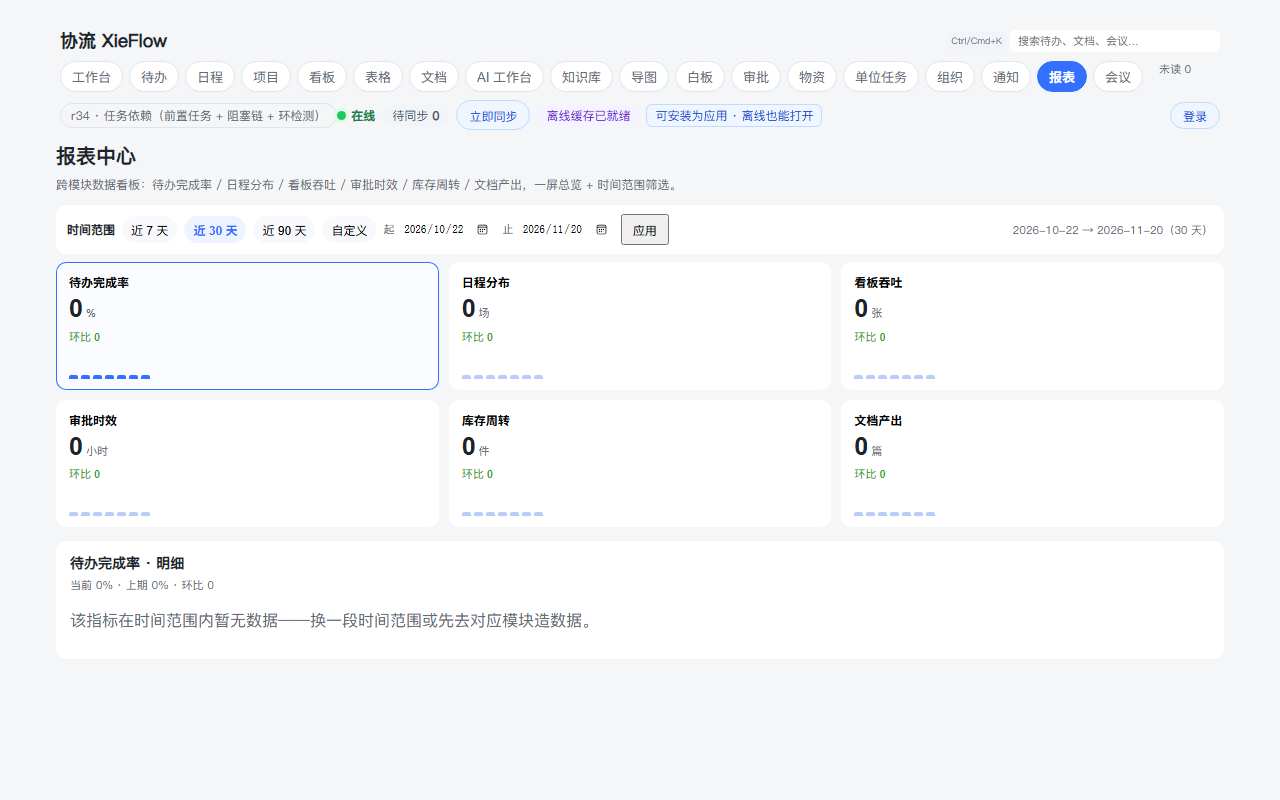 协流 XieFlow
Ctrl/Cmd+K 搜索待办、文档、会议...
工作台 待办 日程 项目 看板 表格 文档 AI 工作台 知识库 导图 白板 审批 物资 单位任务 组织 通知 报表 会议 未读 0
r34 · 任务依赖（前置任务 + 阻塞链 + 环检测） 在线 待同步 0 立即同步 离线缓存已就绪 可安装为应用 · 离线也能打开 登录
报表中心
跨模块数据看板：待办完成率 / 日程分布 / 看板吞吐 / 审批时效 / 库存周转 / 文档产出，一屏总览 + 时间范围筛选。
时间范围 近 7 天 近 30 天 近 90 天 自定义 起 2026/10/22 止 2026/11/20 应用 2026-10-22 → 2026-11-20（30 天）
待办完成率 日程分布 看板吞吐
0 % 0 场 0 张
环比 0 环比 0 环比 0
审批时效 库存周转 文档产出
0 小时 0 件 0 篇
环比 0 环比 0 环比 0
待办完成率 · 明细
当前 0% · 上期 0% · 环比 0
该指标在时间范围内暂无数据——换一段时间范围或先去对应模块造数据。